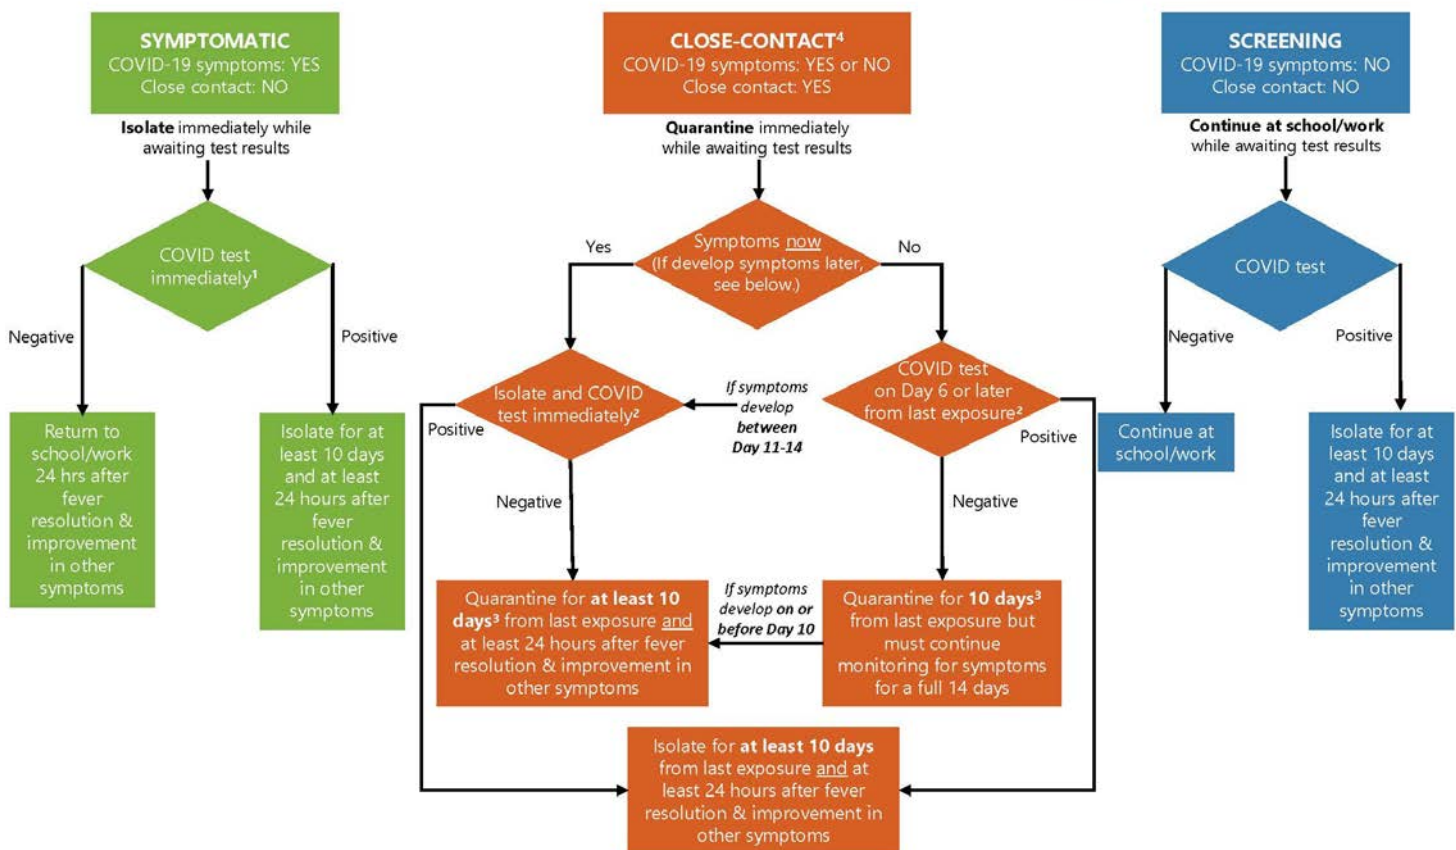 SYMPTOMATIC
COVID-19 symptoms: YES
Close contact: NO
Isolate immediately while
awaiting test results
COVID test
immediately¹
Negative
Positive
Return to
school/work
24 hrs after
fever
resolution &
improvement
in other
symptoms
Isolate for at
least 10 days
and at least
24 hours after
fever
resolution &
improvement
in other
symptoms
CLOSE-CONTACT⁴
COVID-19 symptoms: YES or NO
Close contact: YES
Quarantine immediately
while awaiting test results
Symptoms now
(If develop symptoms later,
see below.)
Yes
No
Isolate and COVID
test immediately²
If symptoms
develop
between
Day 11-14
COVID test
on Day 6 or later
from last exposure²
Positive
Positive
Negative
Negative
Quarantine for at least 10
days³ from last exposure and
at least 24 hours after fever
resolution & improvement in
other symptoms
If symptoms
develop on or
before Day 10
Quarantine for 10 days³
from last exposure but
must continue
monitoring for symptoms
for a full 14 days
Isolate for at least 10 days
from last exposure and at
least 24 hours after fever
resolution & improvement in
other symptoms
SCREENING
COVID-19 symptoms: NO
Close contact: NO
Continue at school/work
while awaiting test results
COVID test
Negative
Positive
Continue at
school/work
Isolate for at
least 10 days
and at least
24 hours after
fever
resolution &
improvement
in other
symptoms